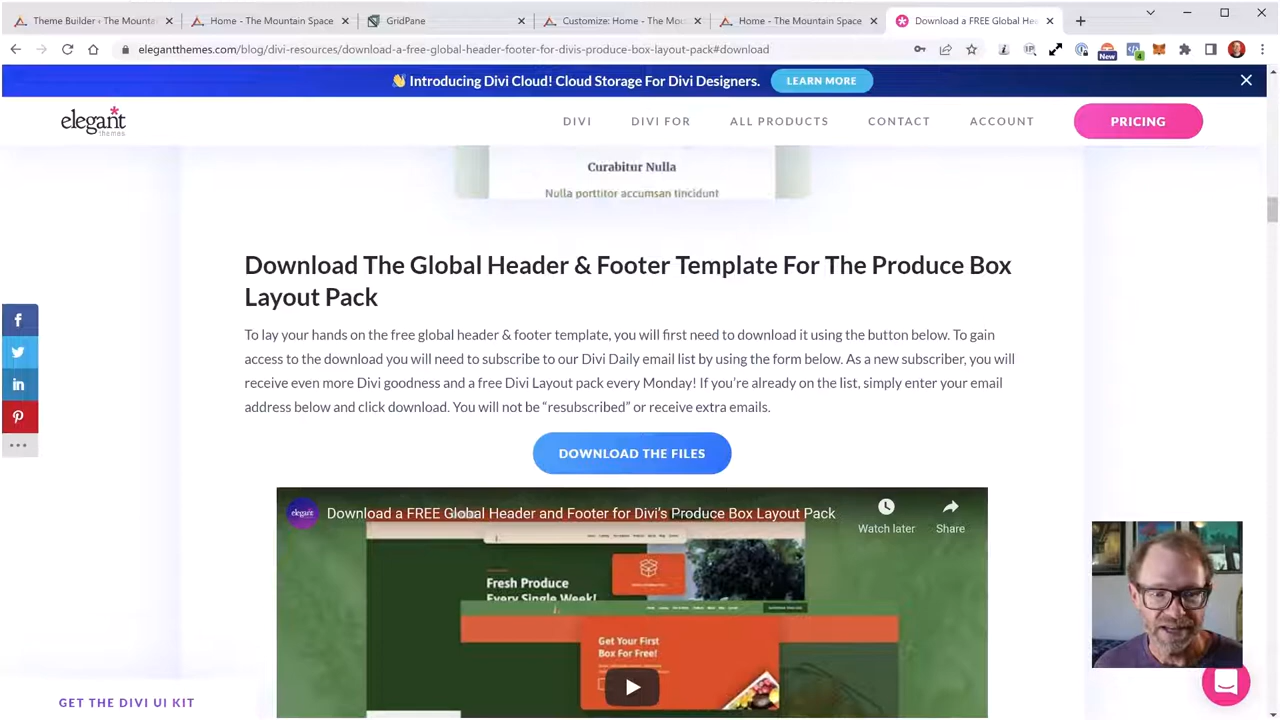 Theme Builder ‹ The Mountai
Home - The Mountain Space.
GridPane
Customize: Home - The Mou
Home - The Mountain Space.
Download a FREE Global He
elegantthemes.com/blog/divi-resources/download-a-free-global-header-footer-for-divis-produce-box-layout-pack#download
New
4
👋 Introducing Divi Cloud! Cloud Storage For Divi Designers.
LEARN MORE
elegant
themes
DIVI
DIVI FOR
ALL PRODUCTS
CONTACT
ACCOUNT
PRICING
Curabitur Nulla
Nulla porttitor accumsan tincidunt
Download The Global Header & Footer Template For The Produce Box
Layout Pack
To lay your hands on the free global header & footer template, you will first need to download it using the button below. To gain
access to the download you will need to subscribe to our Divi Daily email list by using the form below. As a new subscriber, you will
receive even more Divi goodness and a free Divi Layout pack every Monday! If you’re already on the list, simply enter your email
address below and click download. You will not be “resubscribed” or receive extra emails.
DOWNLOAD THE FILES
elegant
Download a FREE Global Header and Footer for Divi's Produce Box Layout Pack
Watch later
Share
Fresh Produce
Every Single Week!
Get Your First
Box For Free!
GET THE DIVI UI KIT